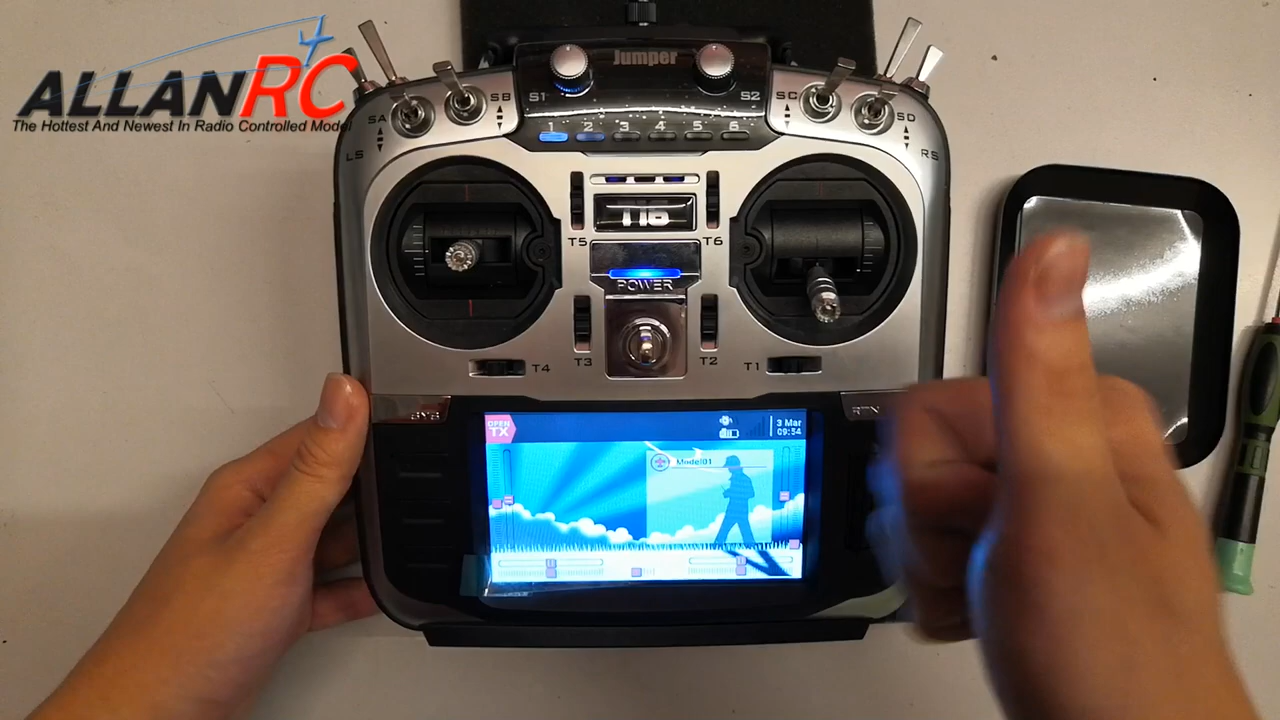 ALLANRC
The Hottest And Newest In Radio Controlled Model
Jumper
S1
S2
SB
SC
SA
SD
1 2 3 4 5 6
LS
RS
T16
T5
T6
POWER
T3
T2
T4
T1
SYS
RTN
OPEN
TX
3 Mar
09:54
Model01